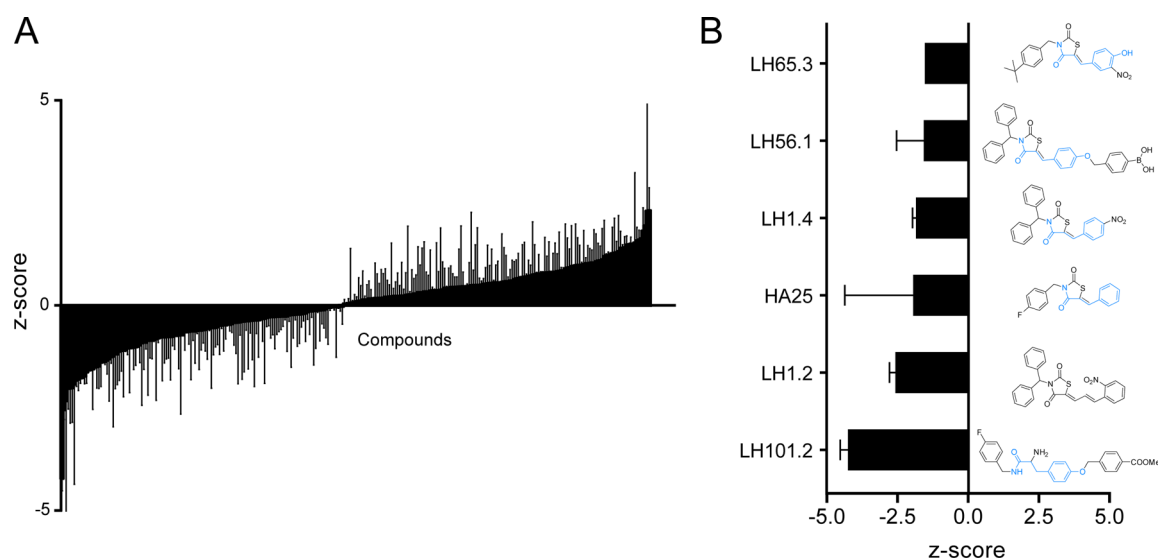 A
z-score
5
0
-5
Compounds
B
LH65.3
LH56.1
LH1.4
HA25
LH1.2
LH101.2
-5.0 -2.5 0.0 2.5 5.0
z-score
O
N
S
O
OH
NO₂
O
N
S
O
O
B
OH
OH
O
N
S
O
NO₂
O
N
S
O
F
O
N
S
O
NO₂
F
O
NH₂
NH
O
COOMe